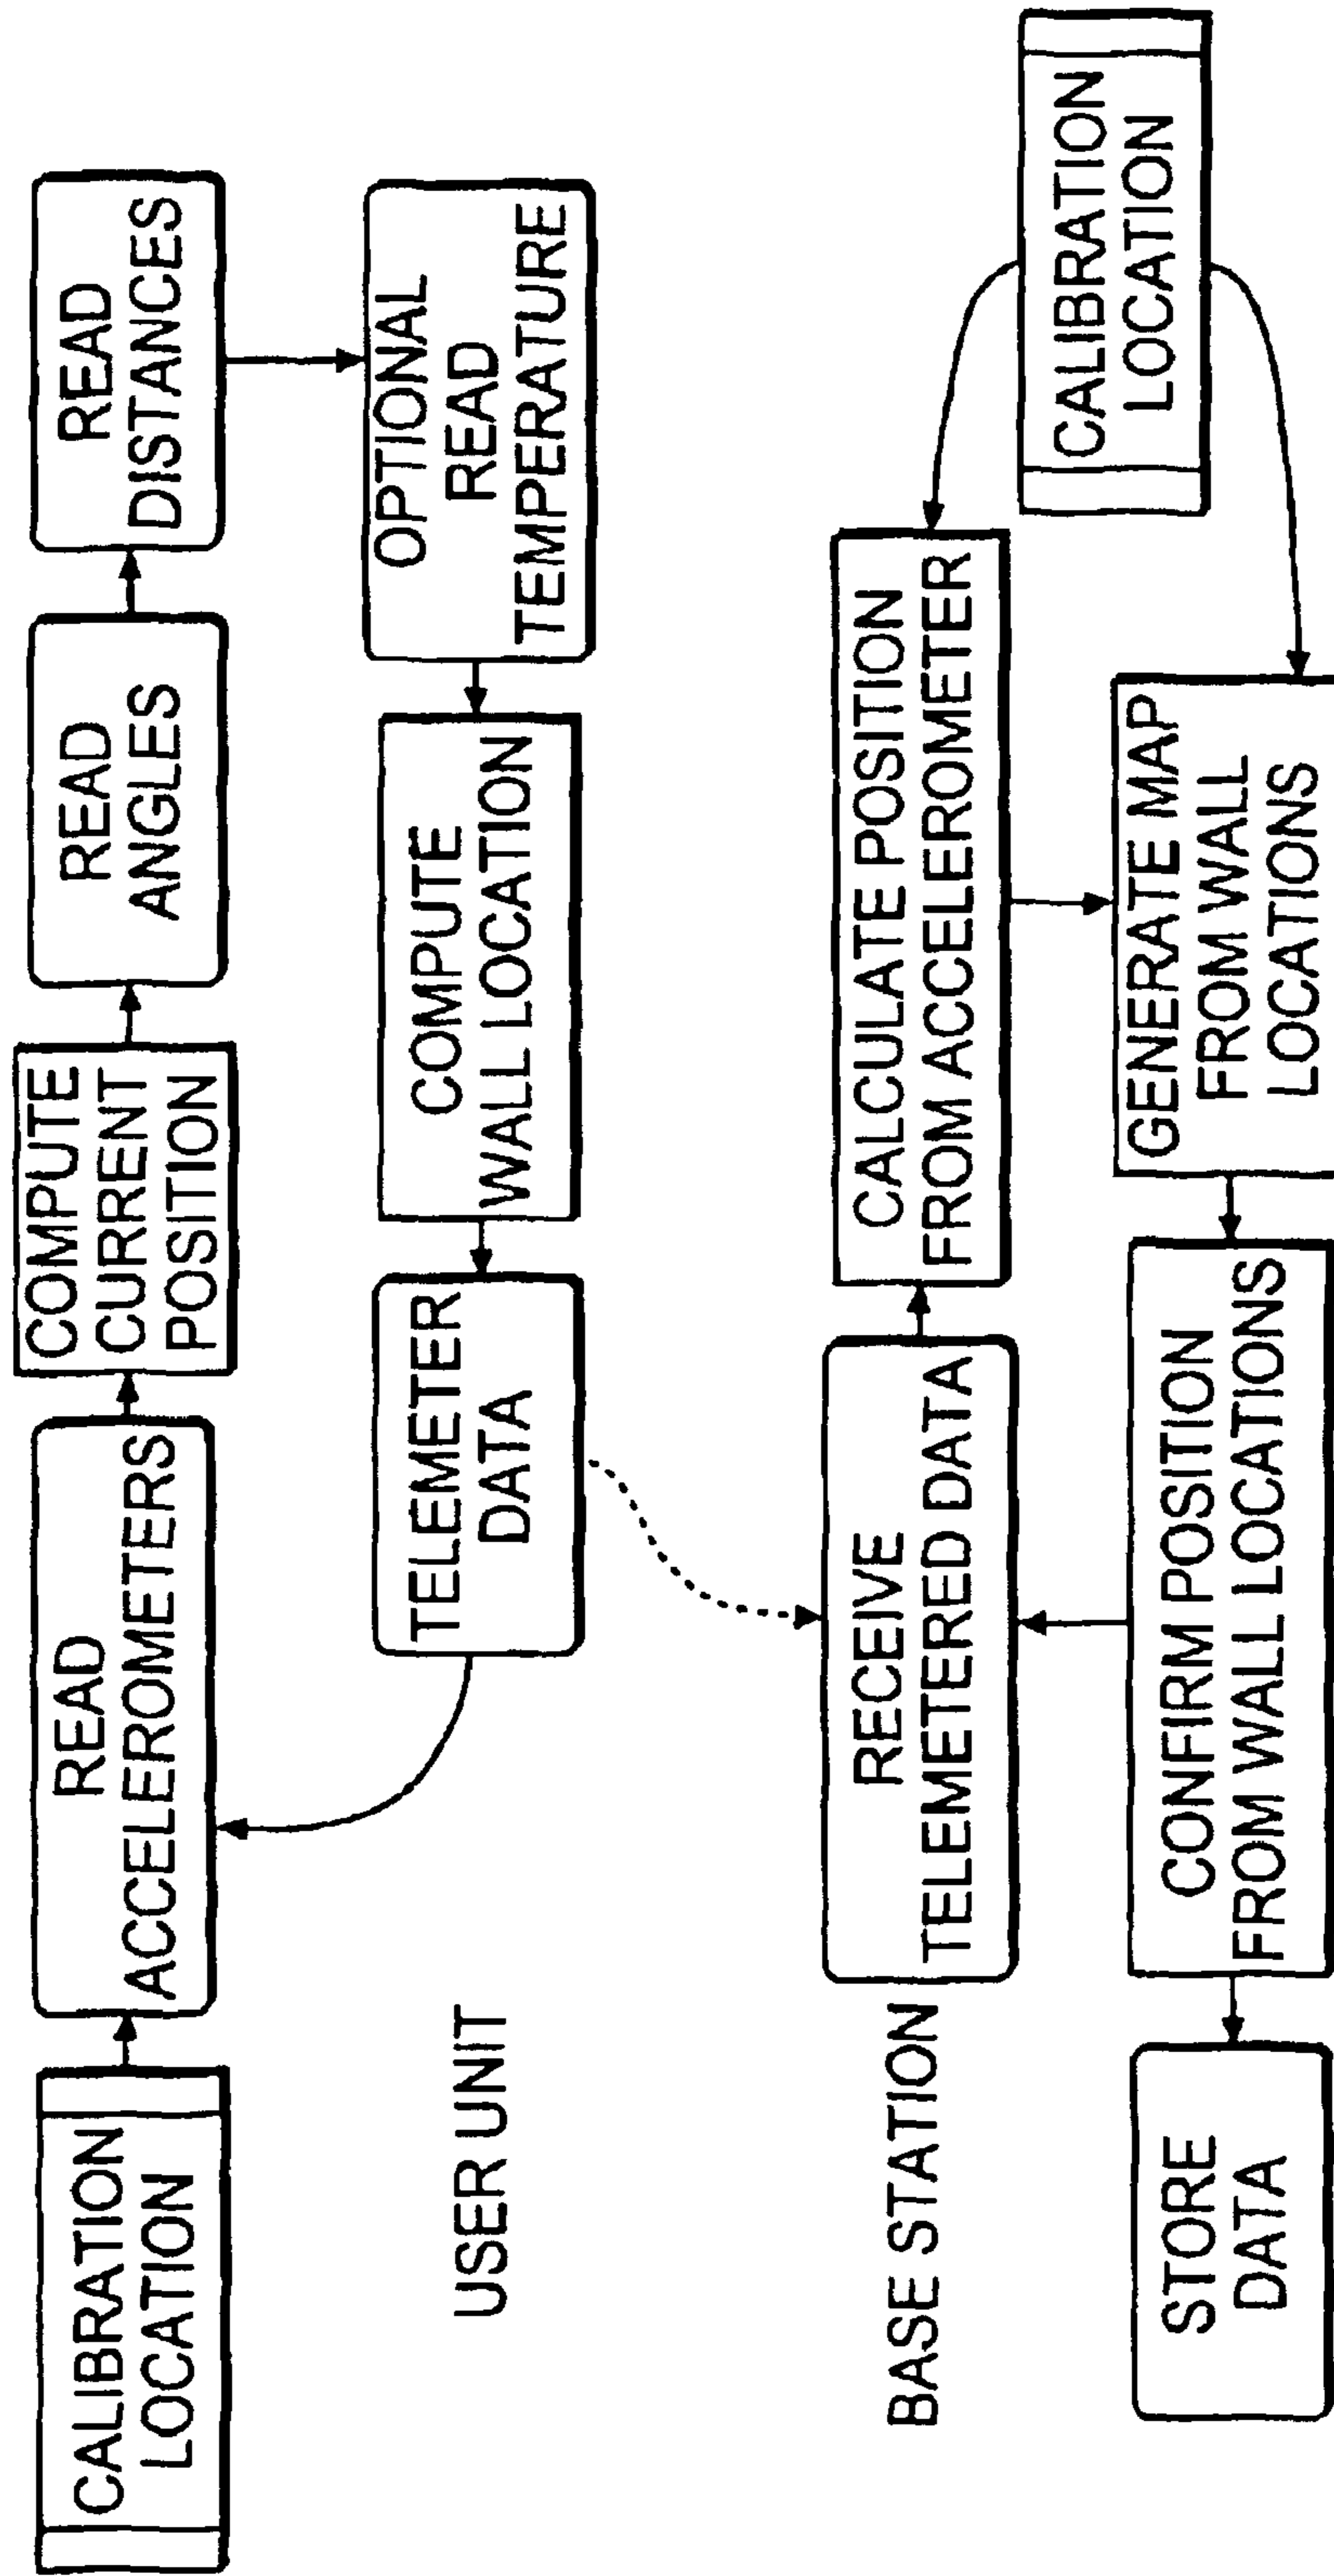 CALIBRATION
LOCATION
READ
ACCELEROMETERS
COMPUTE
CURRENT
POSITION
READ
ANGLES
READ
DISTANCES
OPTIONAL
READ
TEMPERATURE
COMPUTE
WALL LOCATION
TELEMETER
DATA
USER UNIT
BASE STATION
RECEIVE
TELEMETERED DATA
CALCULATE POSITION
FROM ACCELEROMETER
CALIBRATION
LOCATION
GENERATE MAP
FROM WALL
LOCATIONS
CONFIRM POSITION
FROM WALL LOCATIONS
STORE
DATA